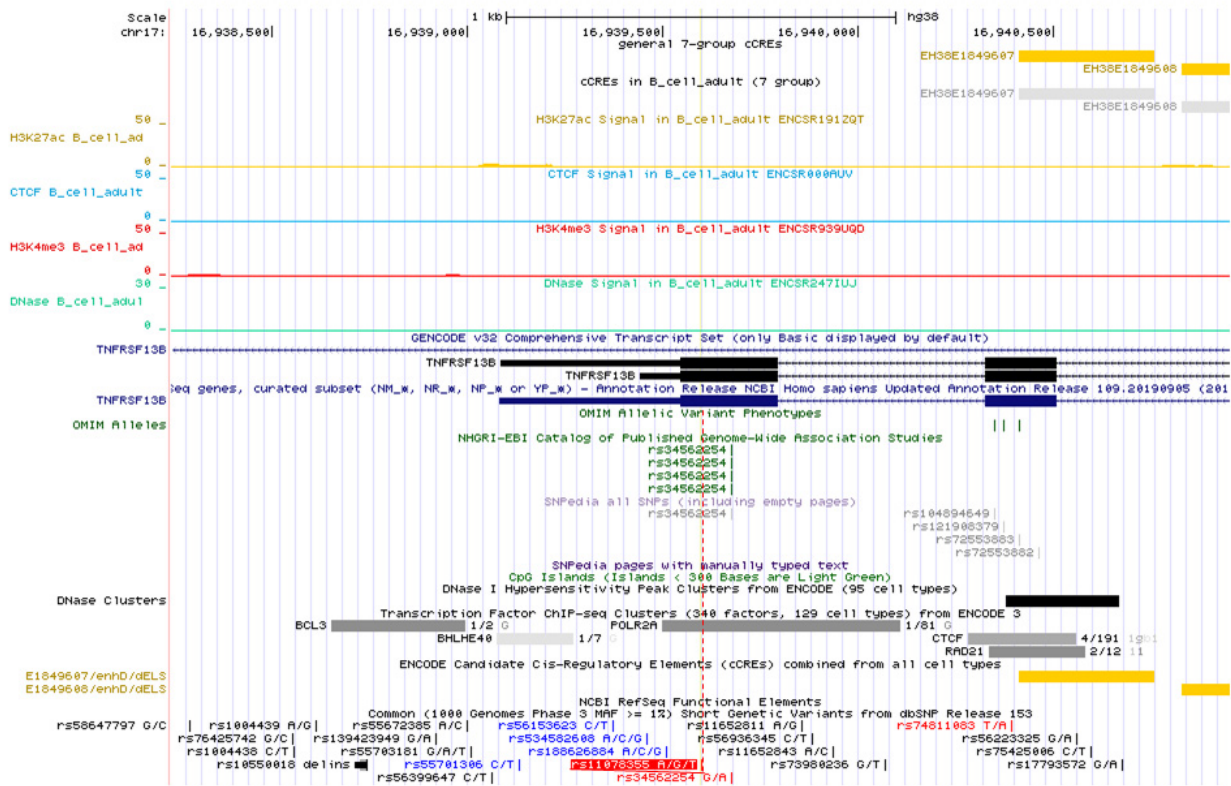 Scale 1 kb hg38
chr17: 16,938,500 16,939,000 16,939,500 16,940,000 16,940,500
general 7-group cCREs
EH38E1849607
EH38E1849608
cCREs in B_cell_adult (7 group)
EH38E1849607
EH38E1849608
50 _ H3K27ac Signal in B_cell_adult ENCSR191ZQT
H3K27ac B_cell_ad
0 _
50 _ CTCF Signal in B_cell_adult ENCSR000AUV
CTCF B_cell_adult
0 _
50 _ H3K4me3 Signal in B_cell_adult ENCSR939UQD
H3K4me3 B_cell_ad
0 _
30 _ DNase Signal in B_cell_adult ENCSR247IUJ
DNase B_cell_adul
0 _
GENCODE v32 Comprehensive Transcript Set (only Basic displayed by default)
TNFRSF13B
TNFRSF13B
TNFRSF13B
Seq genes, curated subset (NM_*, NR_*, NP_* or YP_*) - Annotation Release NCBI Homo sapiens Updated Annotation Release 109.20190905 (201
TNFRSF13B
OMIM Allelic Variant Phenotypes
OMIM Alleles
NHGRI-EBI Catalog of Published Genome-Wide Association Studies
rs34562254
rs34562254
rs34562254
rs34562254
SNPedia all SNPs (including empty pages)
rs34562254 rs104894649
rs121908379
rs72553883
rs72553882
SNPedia pages with manually typed text
CpG Islands (Islands < 300 Bases are Light Green)
DNase I Hypersensitivity Peak Clusters from ENCODE (95 cell types)
DNase Clusters
Transcription Factor ChIP-seq Clusters (340 factors, 129 cell types) from ENCODE 3
BCL3 1/2 G POLR2A 1/81 G
BHLHE40 1/7 G CTCF 4/191
RAD21 2/12
ENCODE Candidate Cis-Regulatory Elements (cCREs) combined from all cell types
E1849607/enhD/dELS
E1849608/enhD/dELS
NCBI RefSeq Functional Elements
Common (1000 Genomes Phase 3 MAF >= 1%) Short Genetic Variants from dbSNP Release 153
rs58647797 G/C rs1004439 A/G rs55672385 A/C rs56153623 C/T rs11652811 A/G rs74811083 T/A
rs76425742 G/C rs139423949 G/A rs534582608 A/C/G rs56936345 C/T rs56223325 G/A
rs1004438 C/T rs55703181 G/A/T rs188626884 A/C/G rs11652843 A/C rs75425006 C/T
rs10550018 delins rs55701306 C/T rs11078355 A/G/T rs73980236 G/T rs17793572 G/A
rs56399647 C/T rs34562254 G/A